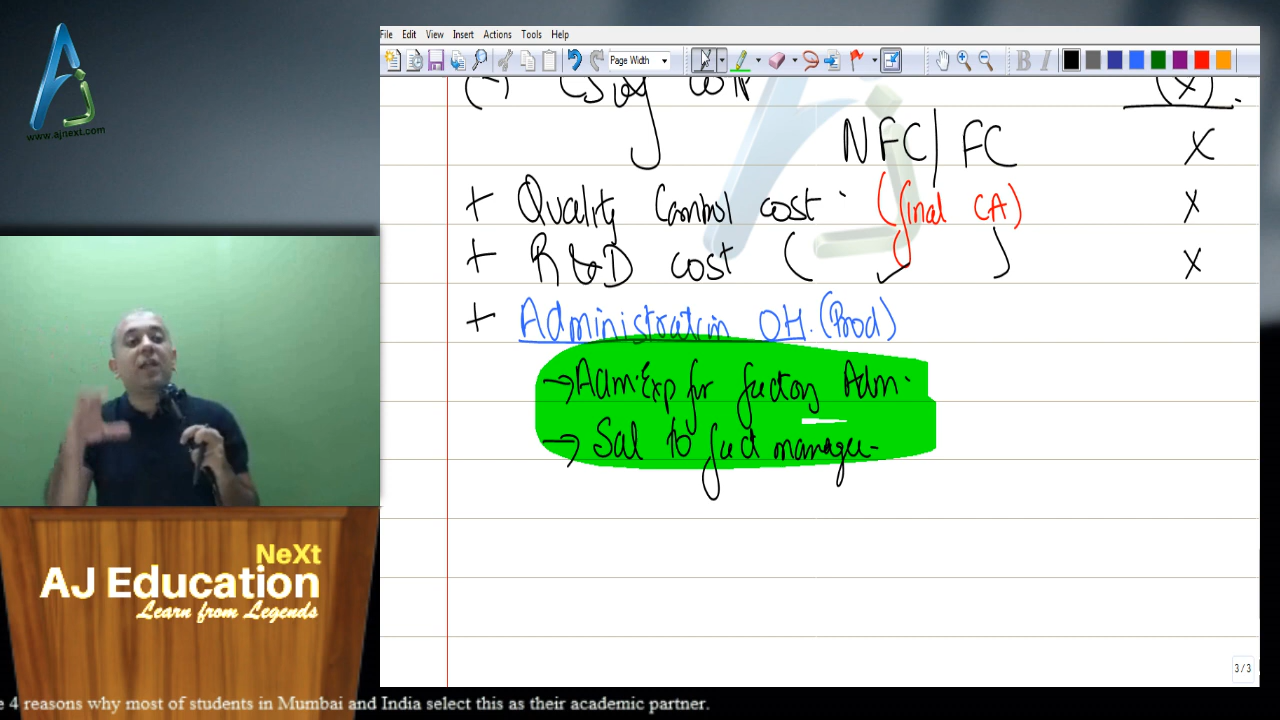 www.ajnext.com
File Edit View Insert Actions Tools Help
Page Width
B I
(-) (X).
NFC/FC X
+ Quality Control cost (final CA) X
+ R&D cost ( ) X
+ Administration OH. (Prod)
→ Adm. Exp for factory Adm.
→ Sal to fact manager
3/3
NeXt
AJ Education
Learn from Legends
4 reasons why most of students in Mumbai and India select this as their academic partner.